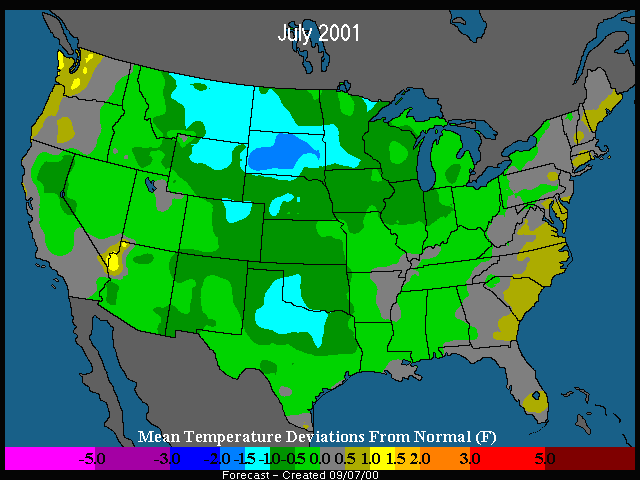 July 2001
Mean Temperature Deviations From Normal (F)
-5.0 -3.0 -2.0 -1.5 -1.0 -0.5 0.0 0.5 1.0 1.5 2.0 3.0 5.0
Forecast - Created 09/07/00